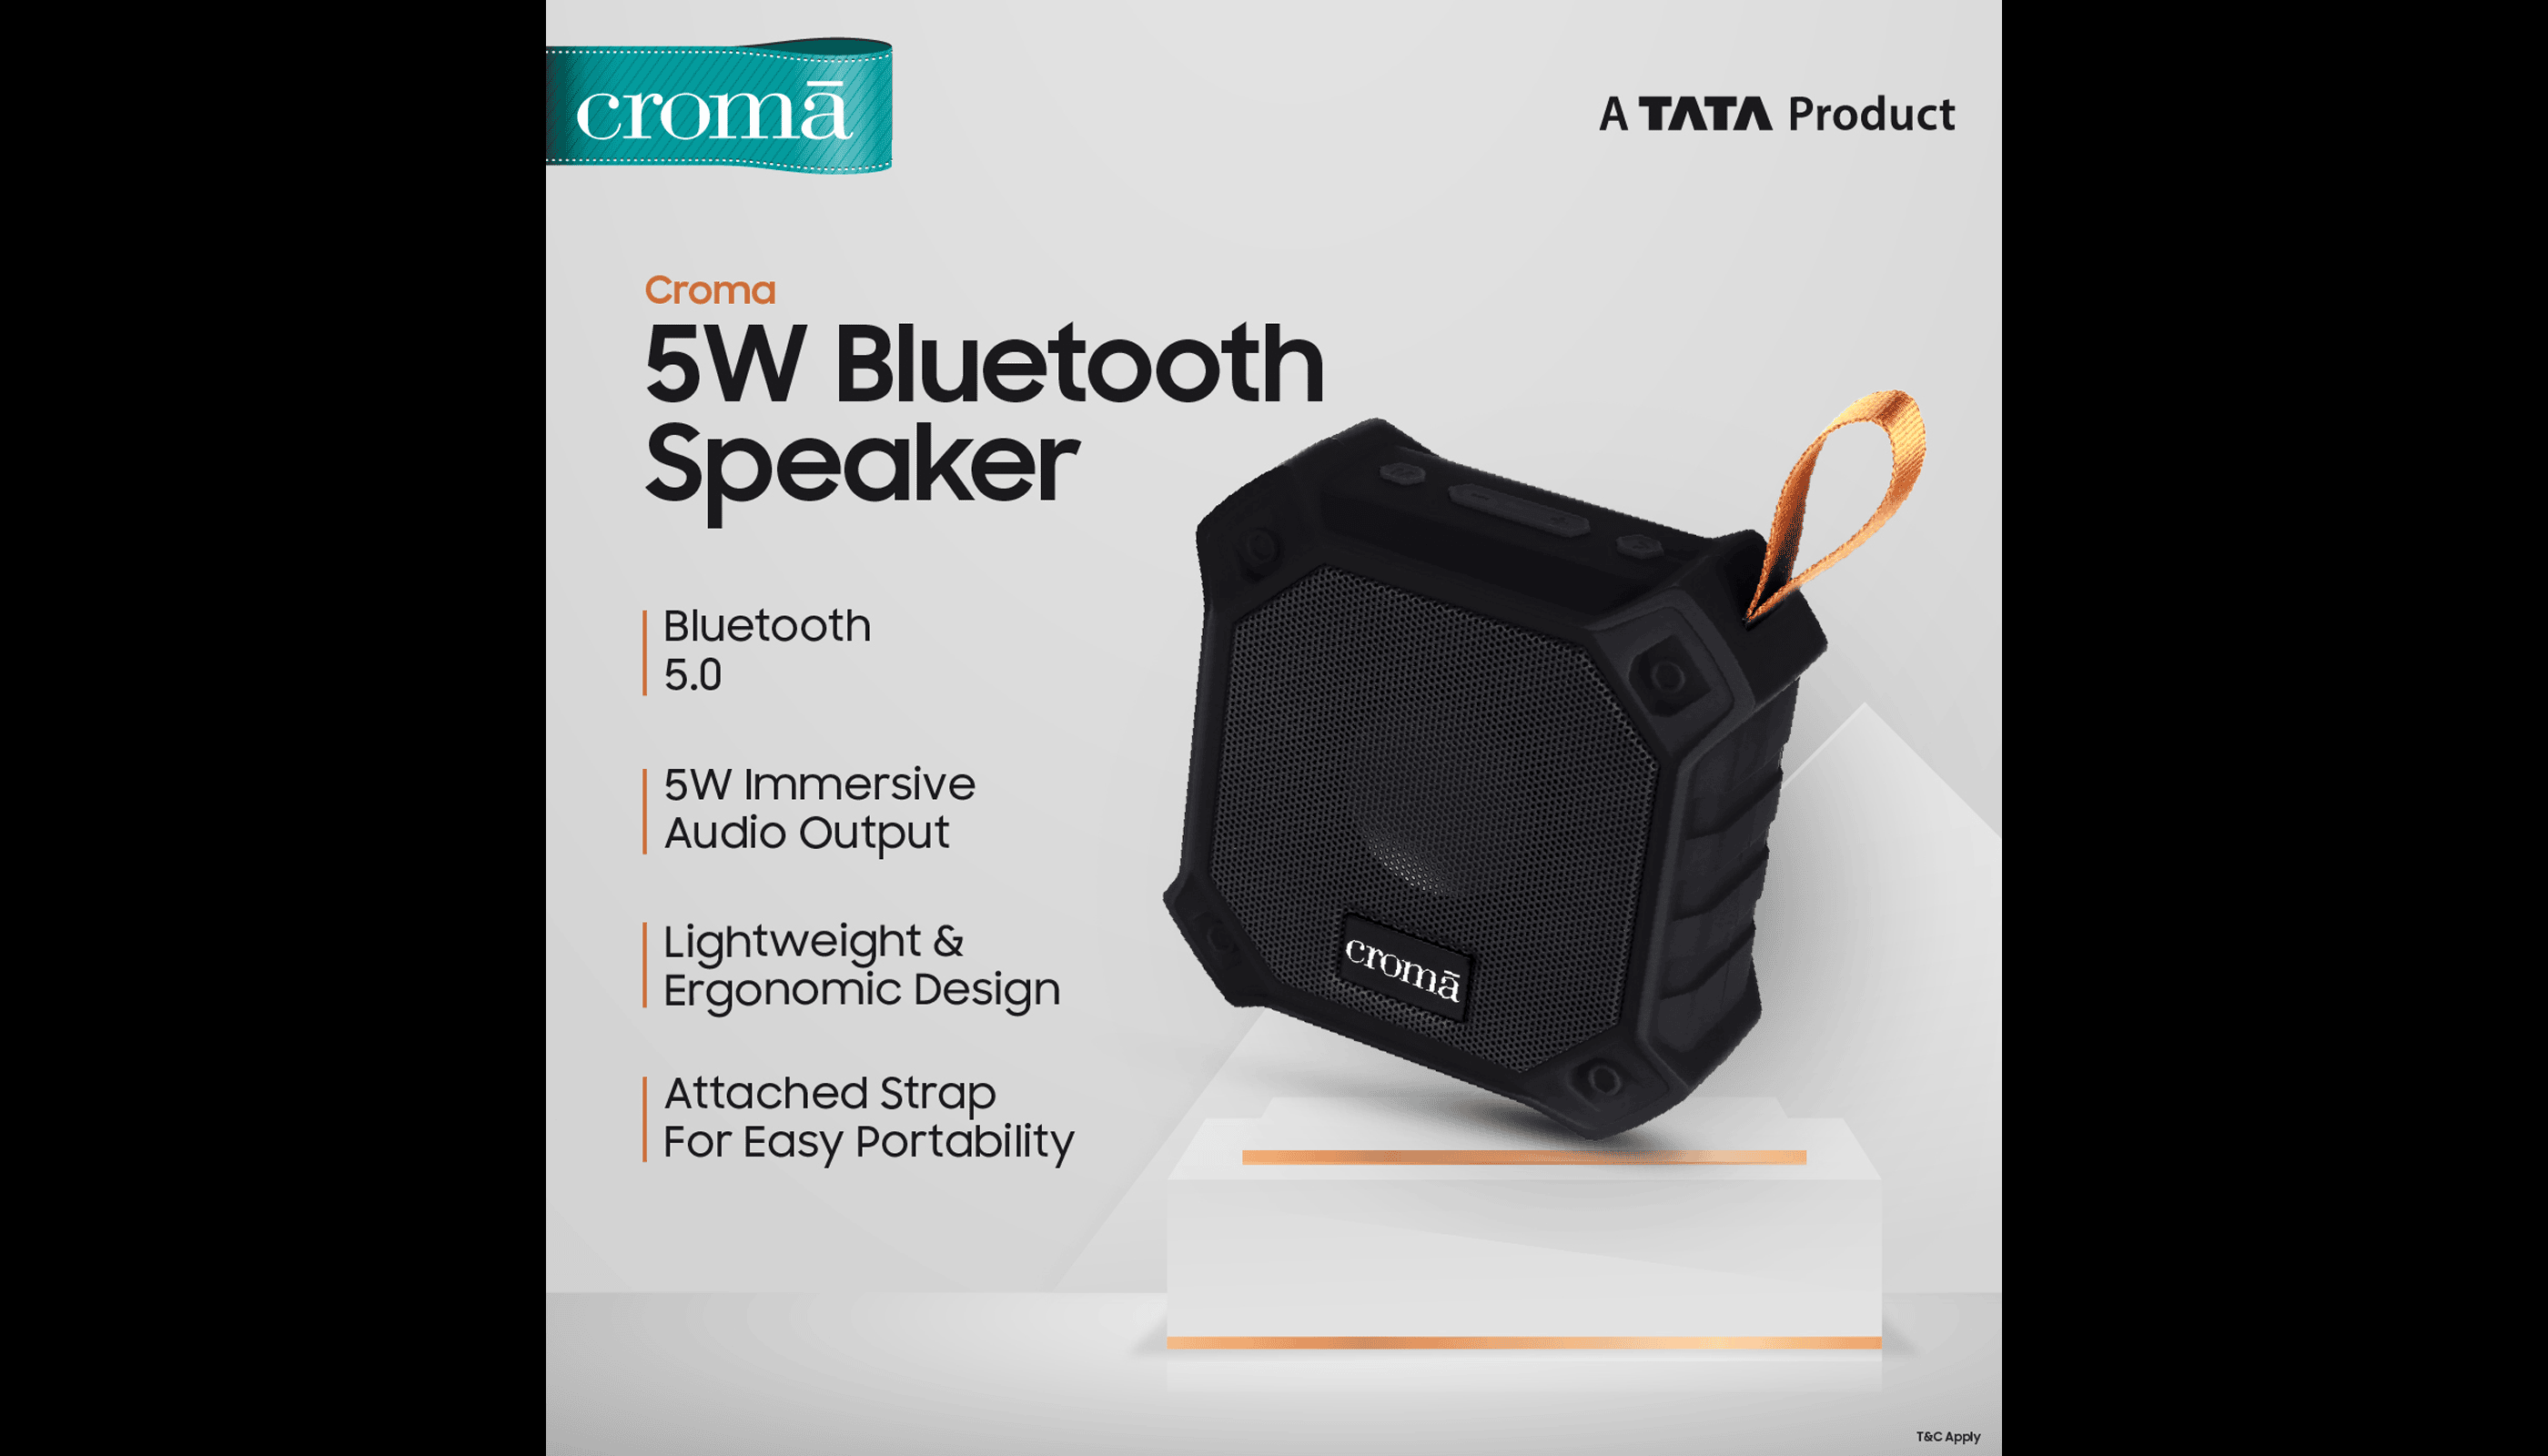 cromā
A TATA Product
Croma
5W Bluetooth
Speaker
Bluetooth
5.0
5W Immersive
Audio Output
Lightweight &
Ergonomic Design
Attached Strap
For Easy Portability
cromā
T&C Apply